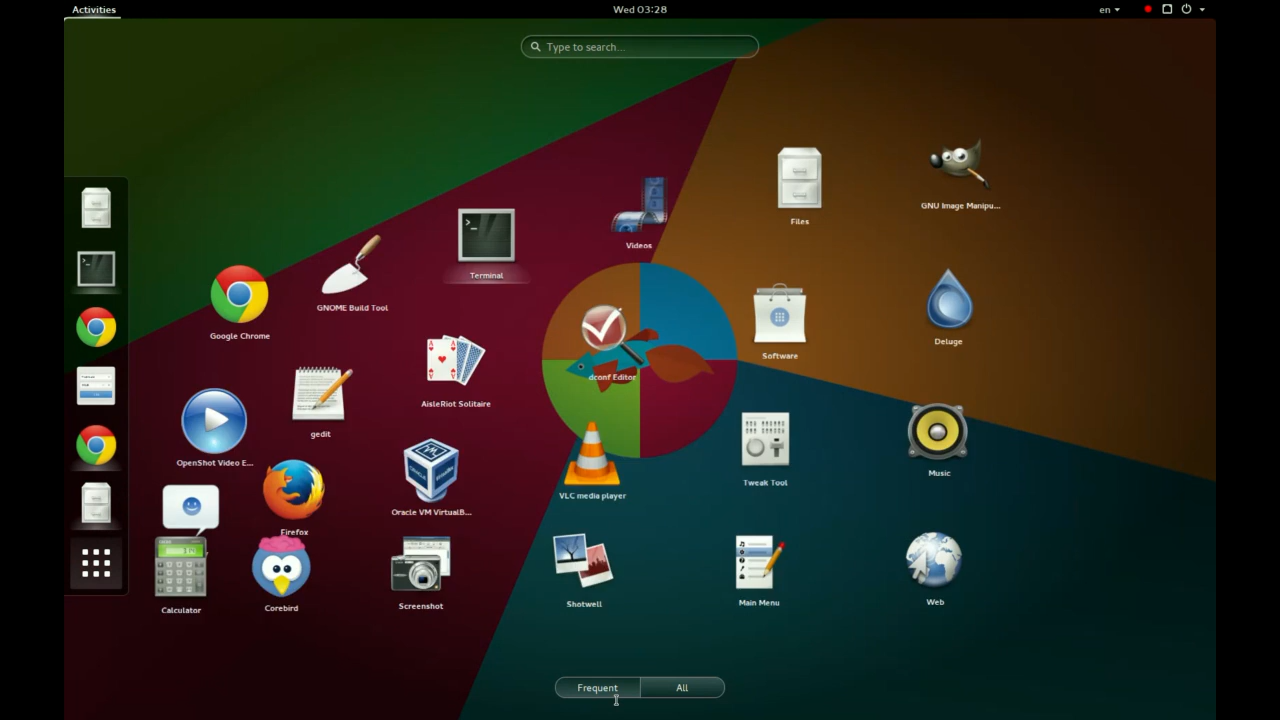 Activities
Wed 03:28
en
Type to search...
Files
GNU Image Manipu...
Videos
Terminal
GNOME Build Tool
Google Chrome
Software
Deluge
dconf Editor
AisleRiot Solitaire
gedit
OpenShot Video E...
Music
Tweak Tool
VLC media player
Oracle VM VirtualB...
Firefox
Calculator
Corebird
Screenshot
Shotwell
Main Menu
Web
Frequent
All